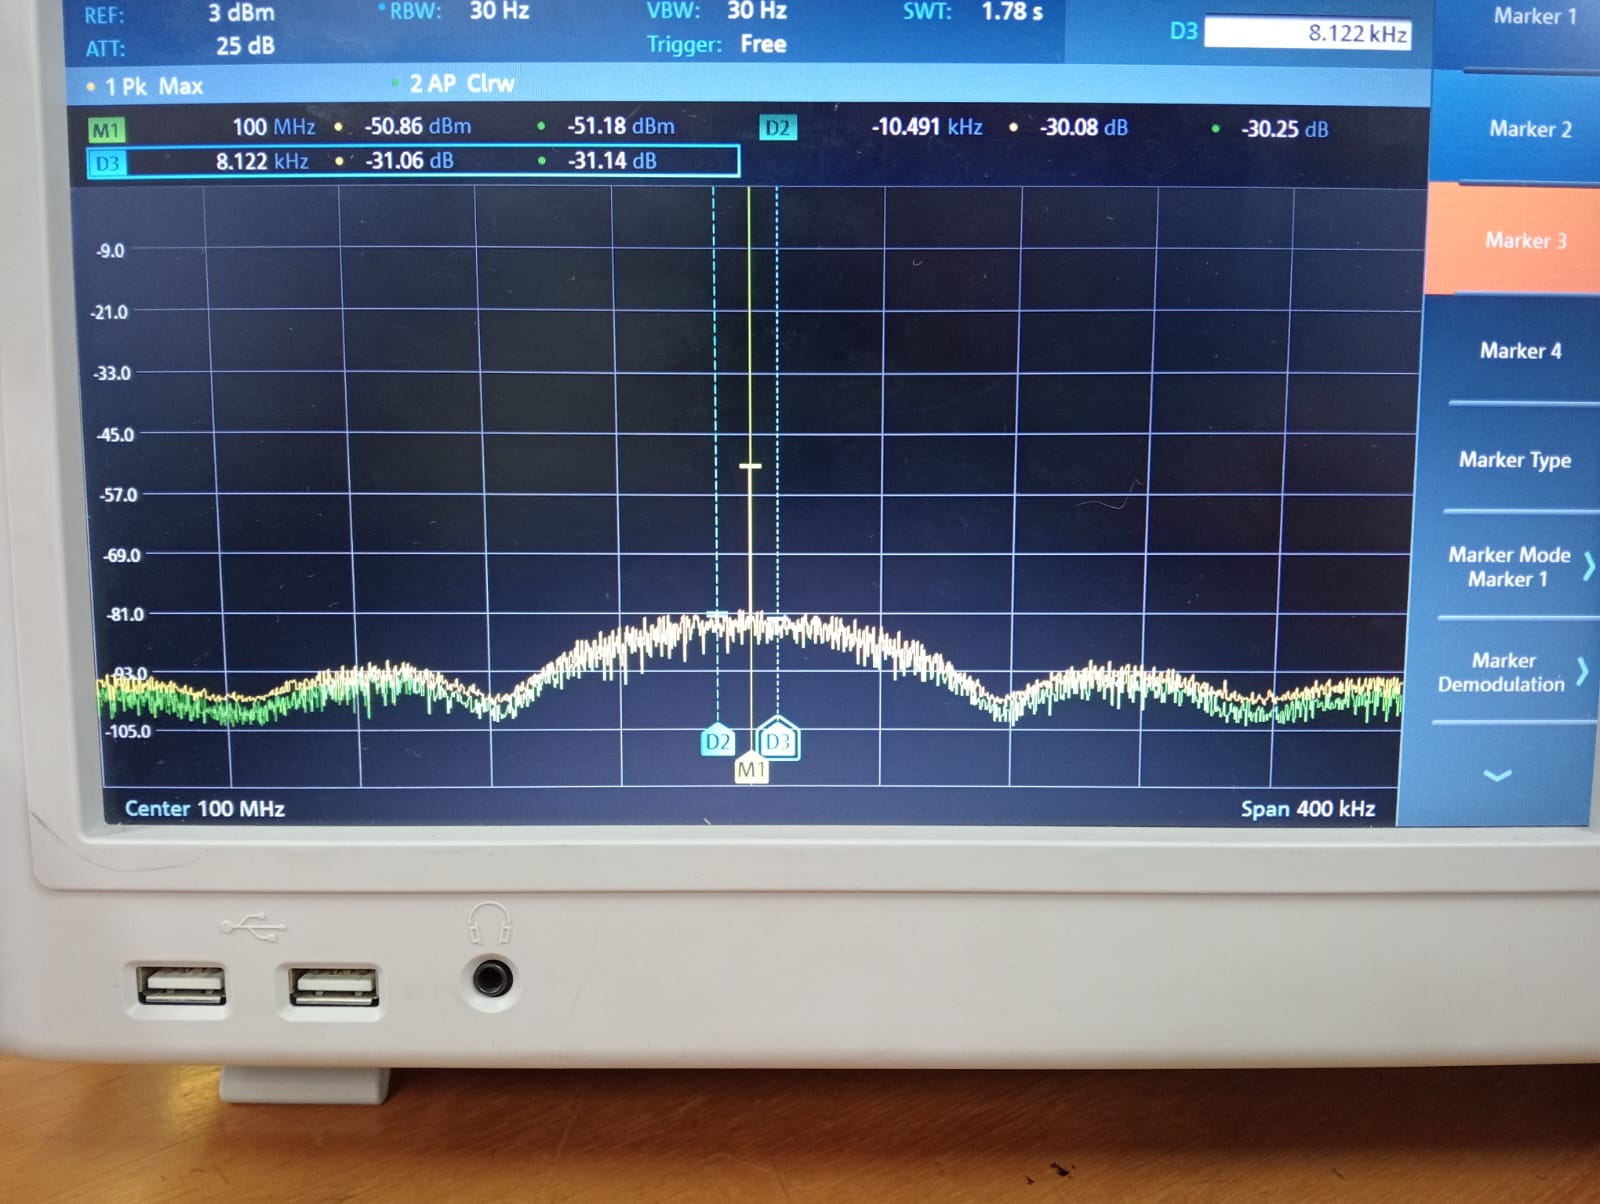 REF: 3 dBm RBW: 30 Hz VBW: 30 Hz SWT: 1.78 s
ATT: 25 dB Trigger: Free D3 8.122 kHz
1 Pk Max 2 AP Clrw
M1 100 MHz -50.86 dBm -51.18 dBm D2 -10.491 kHz -30.08 dB -30.25 dB
D3 8.122 kHz -31.06 dB -31.14 dB
-9.0
-21.0
-33.0
-45.0
-57.0
-69.0
-81.0
-93.0
-105.0
D2 D3
M1
Center 100 MHz Span 400 kHz
Marker 1
Marker 2
Marker 3
Marker 4
Marker Type
Marker Mode
Marker 1
Marker
Demodulation